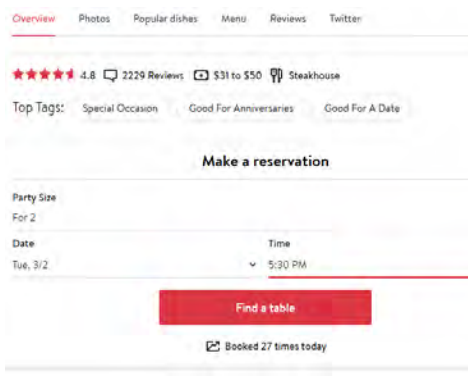 Overview Photos Popular dishes Menu Reviews Twitter
4.8 2229 Reviews $31 to $50 Steakhouse
Top Tags: Special Occasion Good For Anniversaries Good For A Date
Make a reservation
Party Size
For 2
Date Time
Tue, 3/2 5:30 PM
Find a table
Booked 27 times today